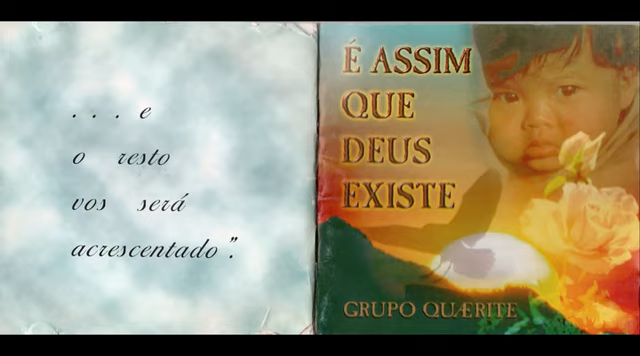 . . . e
o resto
vos será
acrescentado”.
É ASSIM
QUE
DEUS
EXISTE
GRUPO QUÆRITE